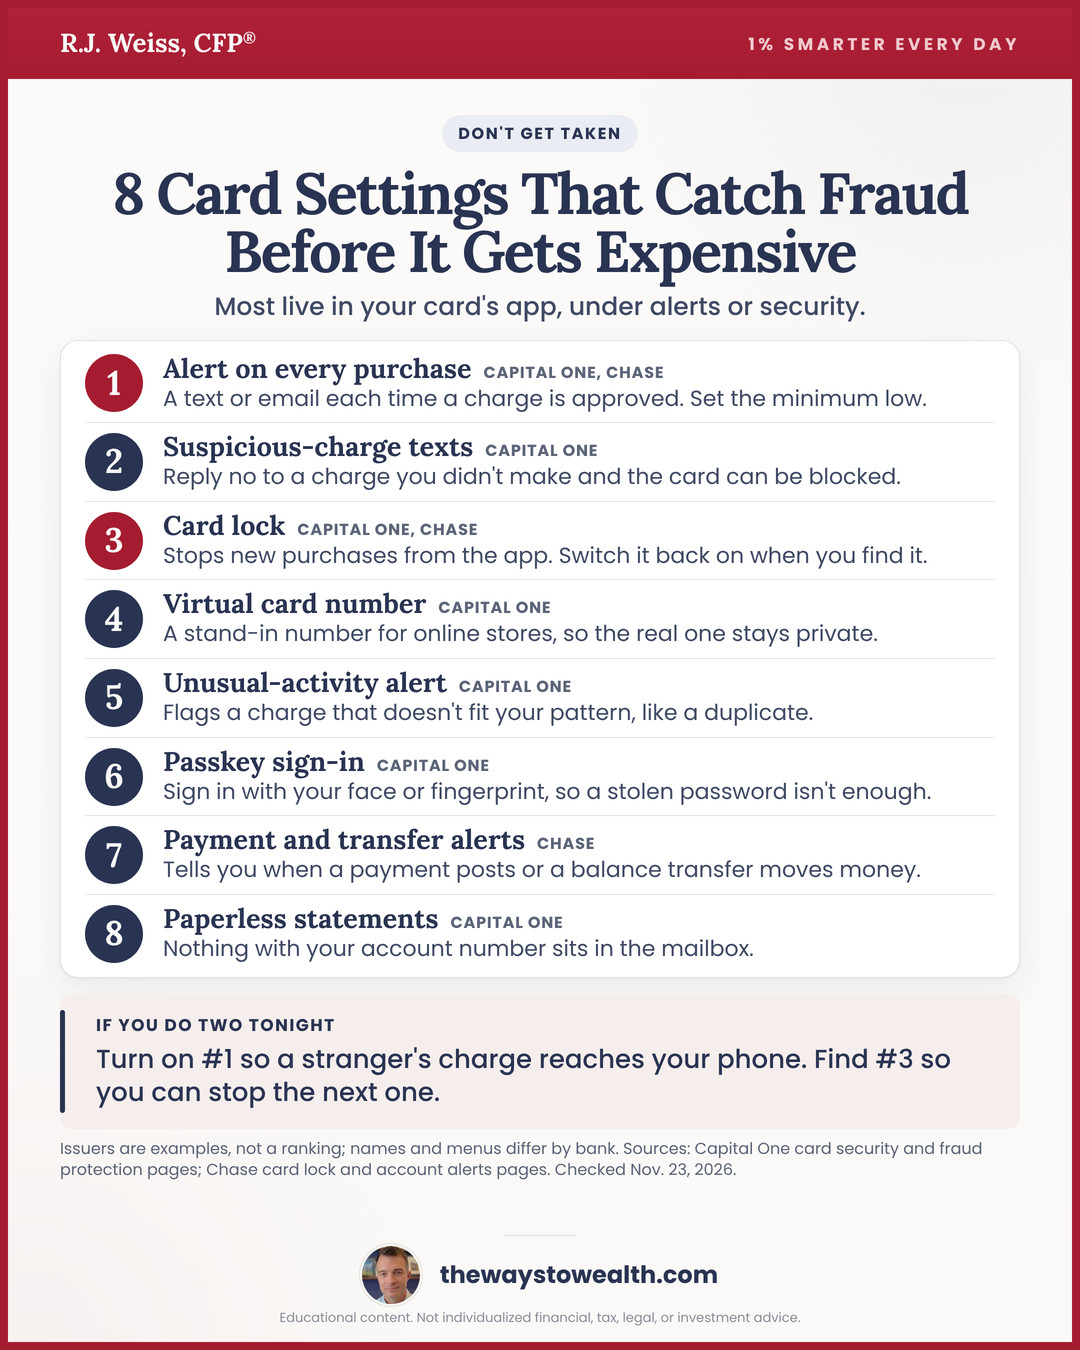 R.J. Weiss, CFP®
1% SMARTER EVERY DAY
DON'T GET TAKEN
8 Card Settings That Catch Fraud
Before It Gets Expensive
Most live in your card's app, under alerts or security.
1
Alert on every purchase CAPITAL ONE, CHASE
A text or email each time a charge is approved. Set the minimum low.
2
Suspicious-charge texts CAPITAL ONE
Reply no to a charge you didn't make and the card can be blocked.
3
Card lock CAPITAL ONE, CHASE
Stops new purchases from the app. Switch it back on when you find it.
4
Virtual card number CAPITAL ONE
A stand-in number for online stores, so the real one stays private.
5
Unusual-activity alert CAPITAL ONE
Flags a charge that doesn't fit your pattern, like a duplicate.
6
Passkey sign-in CAPITAL ONE
Sign in with your face or fingerprint, so a stolen password isn't enough.
7
Payment and transfer alerts CHASE
Tells you when a payment posts or a balance transfer moves money.
8
Paperless statements CAPITAL ONE
Nothing with your account number sits in the mailbox.
IF YOU DO TWO TONIGHT
Turn on #1 so a stranger's charge reaches your phone. Find #3 so
you can stop the next one.
Issuers are examples, not a ranking; names and menus differ by bank. Sources: Capital One card security and fraud
protection pages; Chase card lock and account alerts pages. Checked Nov. 23, 2026.
thewaystowealth.com
Educational content. Not individualized financial, tax, legal, or investment advice.